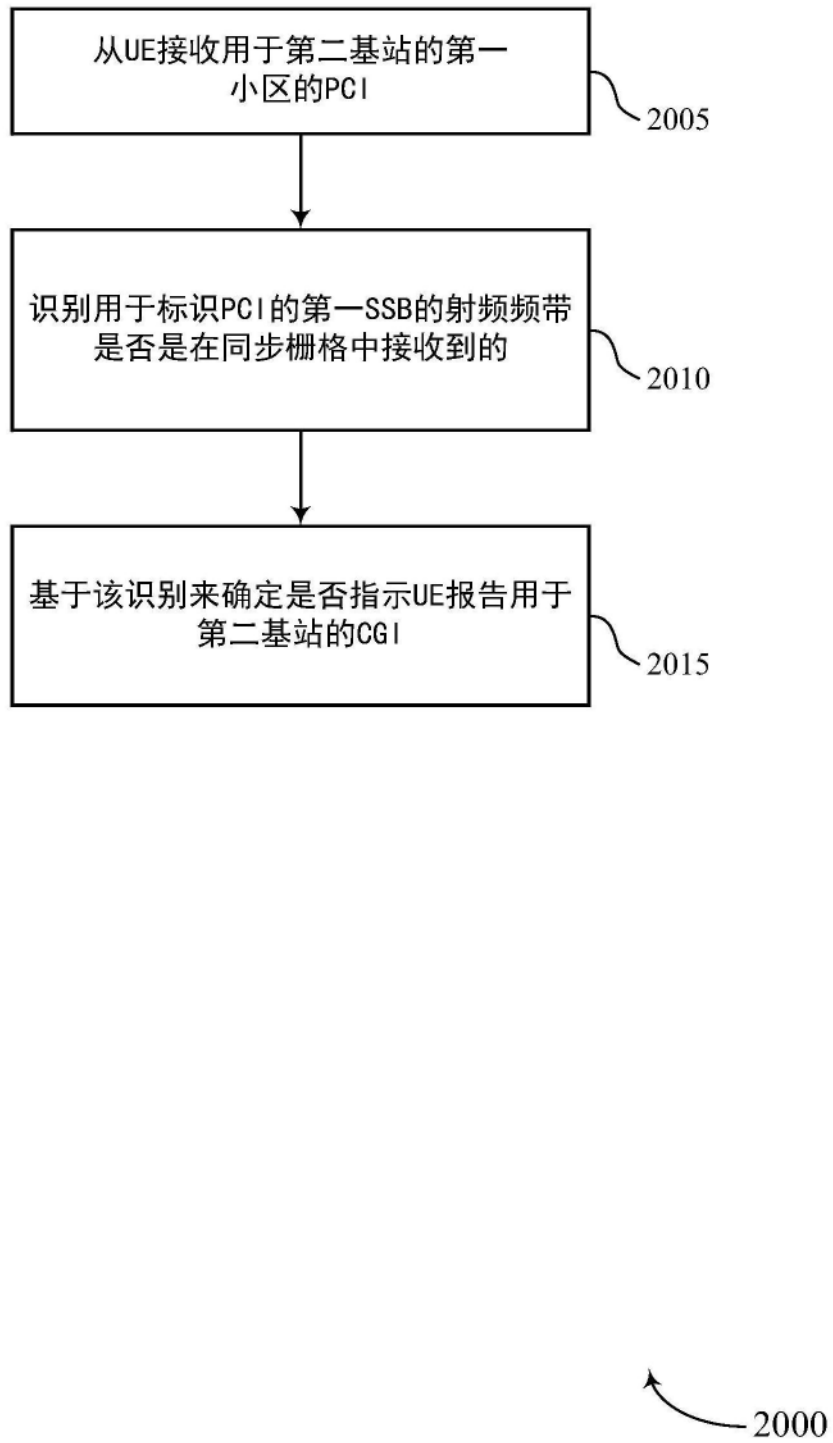 从UE接收用于第二基站的第一
小区的PCI
2005
识别用于标识PCI的第一SSB的射频频带
是否是在同步栅格中接收到的
2010
基于该识别来确定是否指示UE报告用于
第二基站的CGI
2015
2000